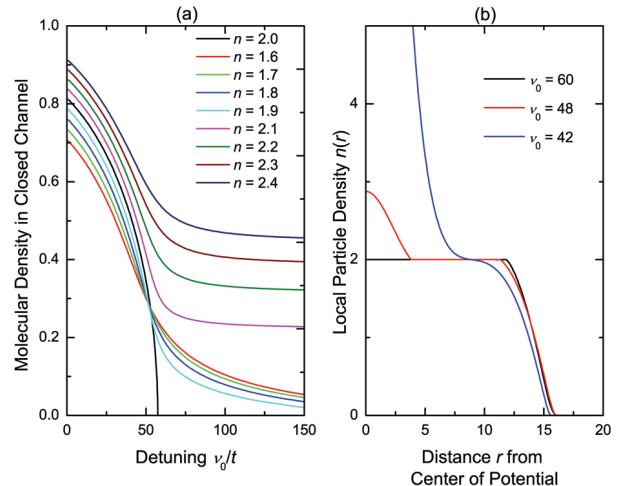 (a)
Molecular Density in Closed Channel
1.0
0.8
0.6
0.4
0.2
0.0
0
50
100
150
Detuning ν₀/t
n = 2.0
n = 1.6
n = 1.7
n = 1.8
n = 1.9
n = 2.1
n = 2.2
n = 2.3
n = 2.4
(b)
Local Particle Density n(r)
4
2
0
0
5
10
15
20
Distance r from
Center of Potential
ν₀ = 60
ν₀ = 48
ν₀ = 42